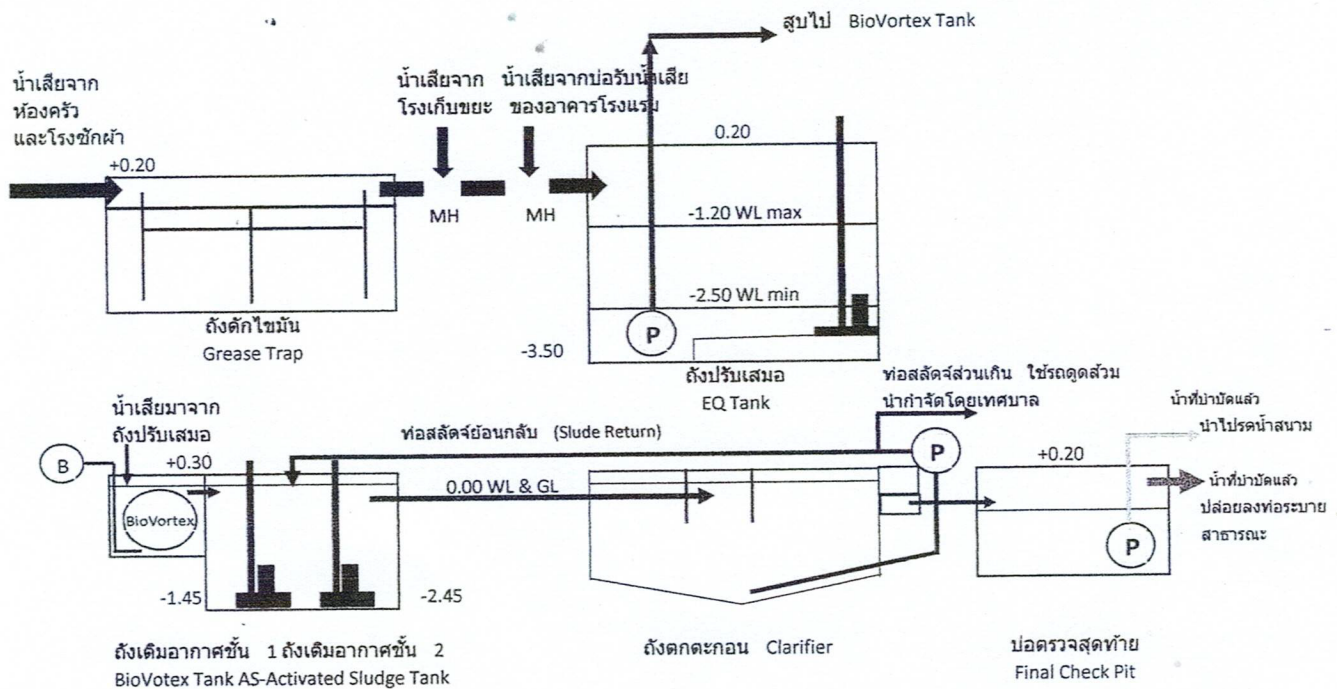 สูบไป BioVortex Tank
น้ำเสียจาก
ห้องครัว
และโรงซักผ้า
น้ำเสียจาก
โรงเก็บขยะ
น้ำเสียจากบ่อรับน้ำเสีย
ของอาคารโรงแรม
+0.20
0.20
MH
MH
-1.20 WL max
-2.50 WL min
P
-3.50
ถังดักไขมัน
Grease Trap
ถังปรับเสมอ
EQ Tank
น้ำเสียมาจาก
ถังปรับเสมอ
ท่อสลัดจ์ย้อนกลับ (Slude Return)
ท่อสลัดจ์ส่วนเกิน ใช้รถดูดส้วม
นำกำจัดโดยเทศบาล
น้ำที่บำบัดแล้ว
นำไปรดน้ำสนาม
B
+0.30
P
+0.20
0.00 WL & GL
น้ำที่บำบัดแล้ว
ปล่อยลงท่อระบาย
สาธารณะ
BioVortex
P
-1.45
-2.45
ถังเติมอากาศชั้น 1 ถังเติมอากาศชั้น 2
BioVotex Tank AS-Activated Sludge Tank
ถังตกตะกอน Clarifier
บ่อตรวจสุดท้าย
Final Check Pit